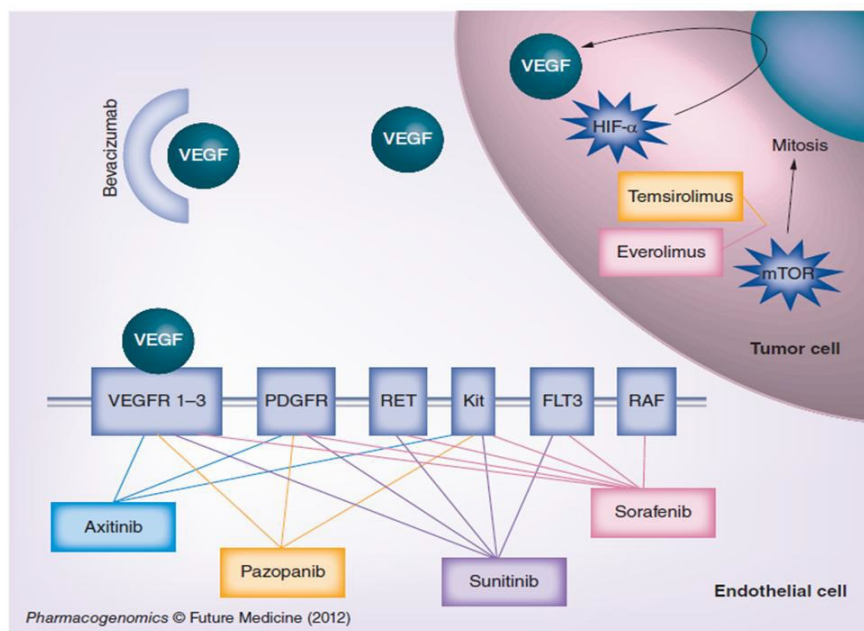 VEGF
HIF-α
Mitosis
Temsirolimus
Everolimus
mTOR
Tumor cell
Bevacizumab
VEGF
VEGF
VEGF
VEGFR 1–3
PDGFR
RET
Kit
FLT3
RAF
Axitinib
Pazopanib
Sunitinib
Sorafenib
Endothelial cell
Pharmacogenomics © Future Medicine (2012)